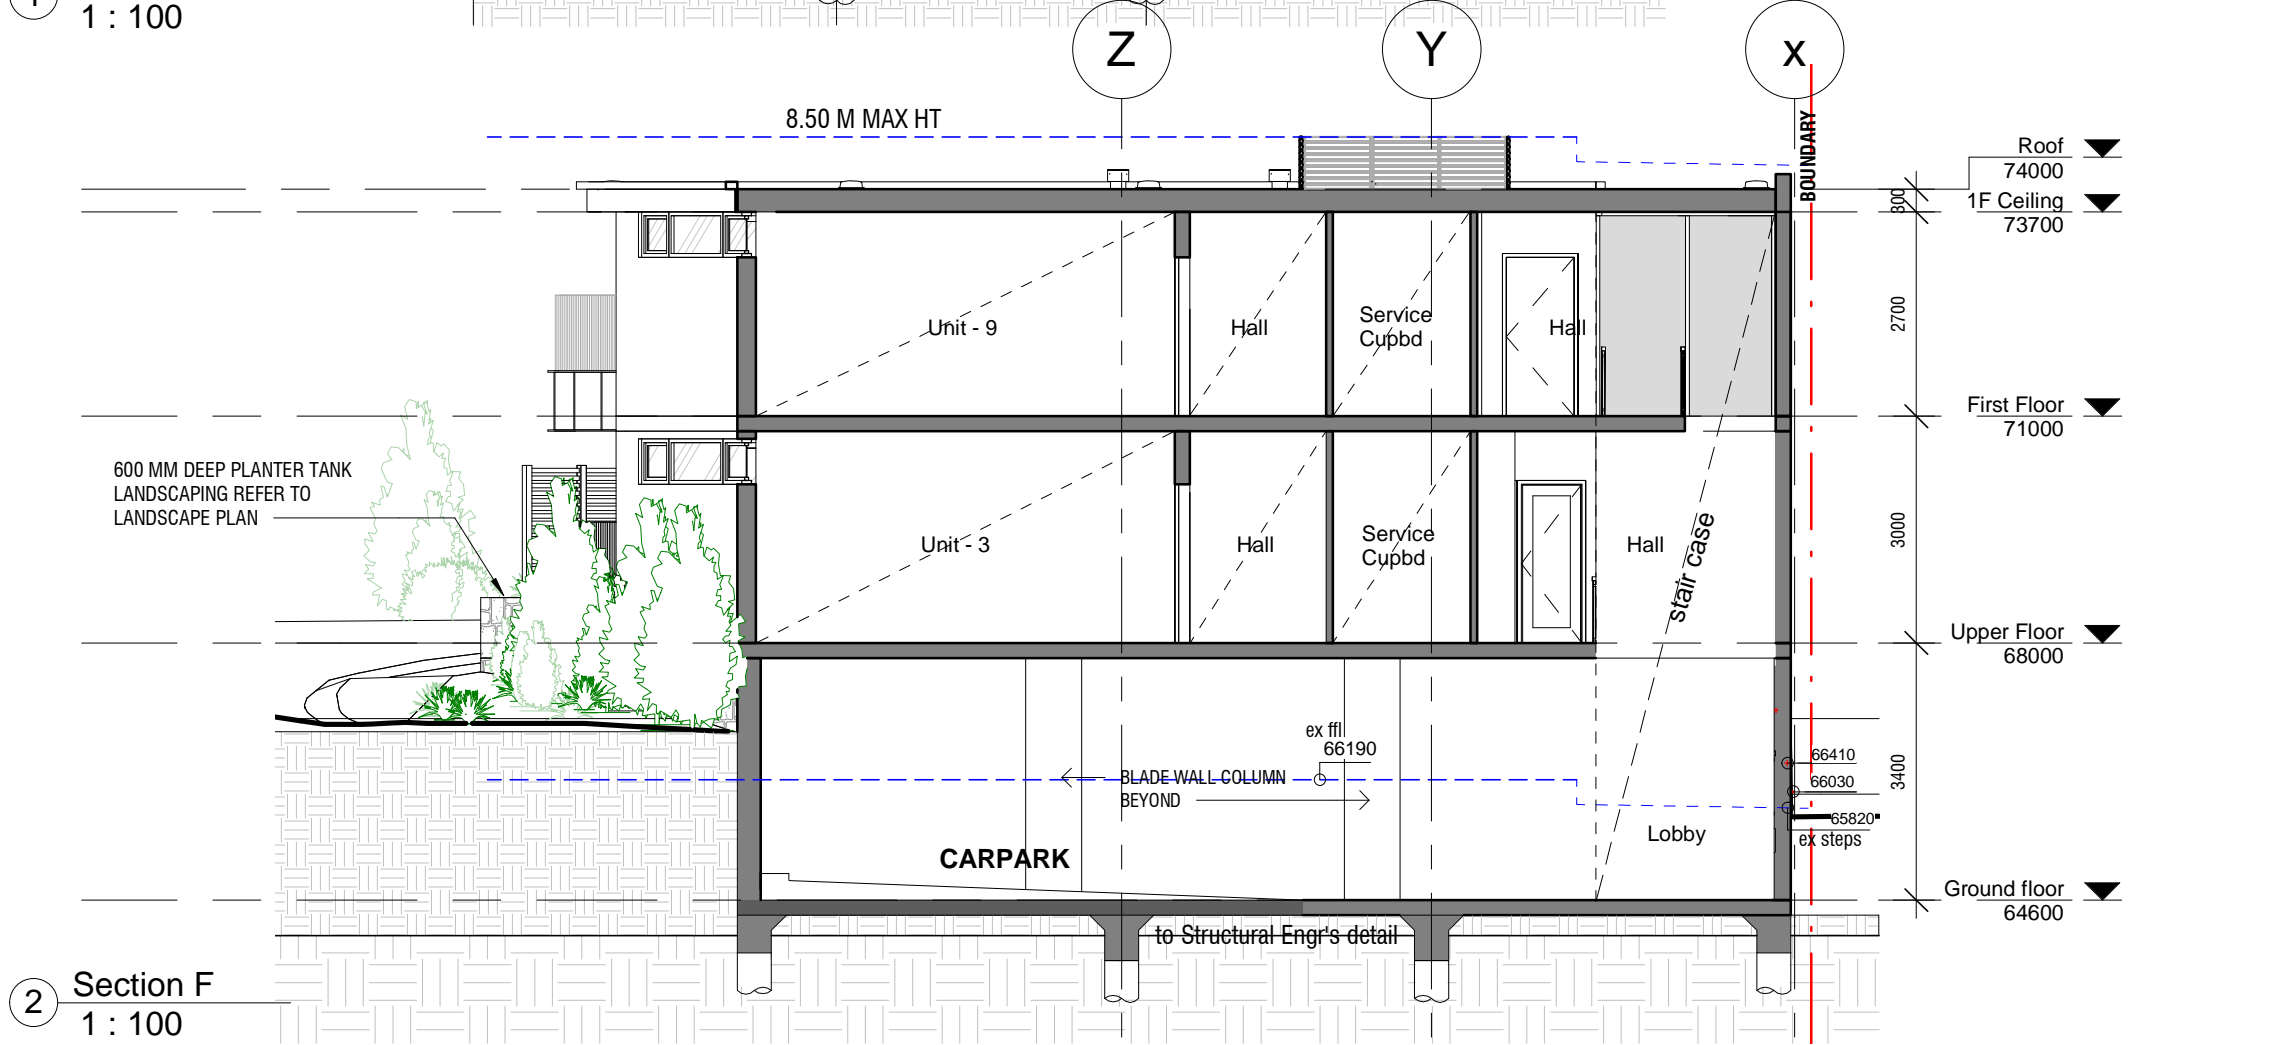 1 : 100
Z
Y
x
8.50 M MAX HT
BOUNDARY
Roof
74000
300
1F Ceiling
73700
Unit - 9
Hall
Service
Cupbd
Hall
2700
First Floor
71000
600 MM DEEP PLANTER TANK
LANDSCAPING REFER TO
LANDSCAPE PLAN
Unit - 3
Hall
Service
Cupbd
Hall
stair case
3000
Upper Floor
68000
ex ffl
66190
BLADE WALL COLUMN
BEYOND
66410
66030
65820
ex steps
3400
CARPARK
Lobby
Ground floor
64600
to Structural Engr's detail
2
Section F
1 : 100